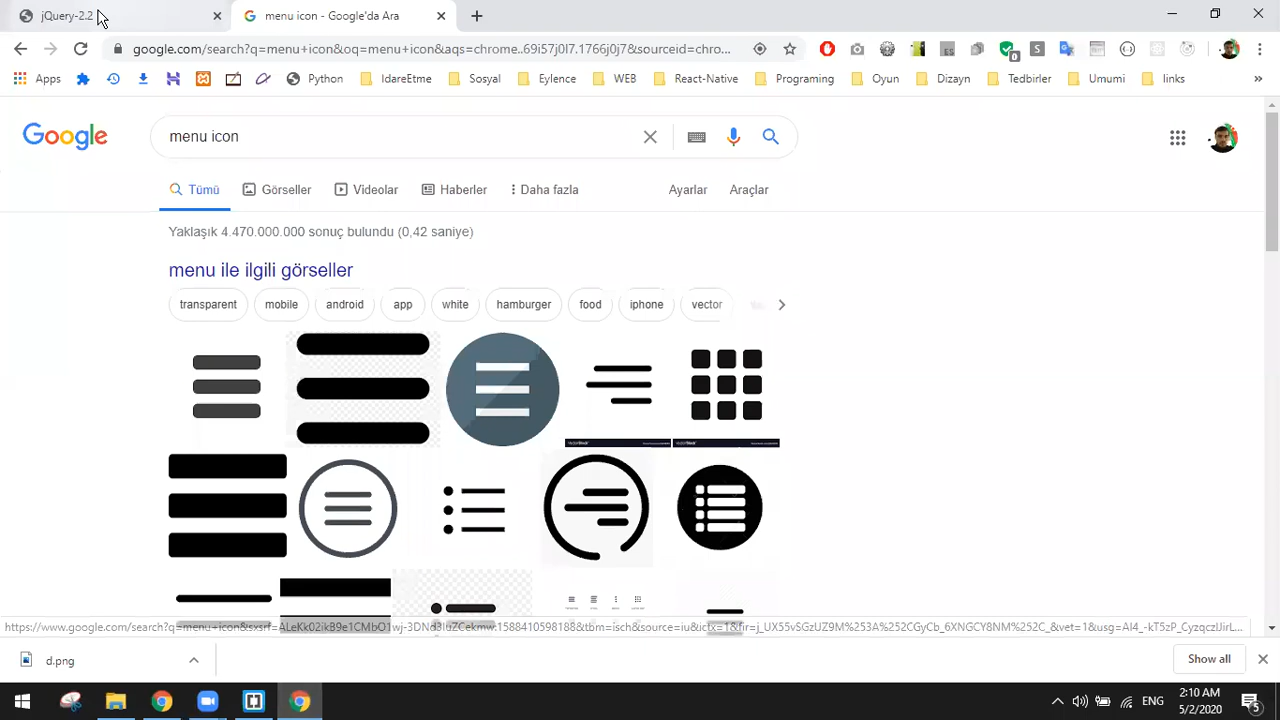 jQuery-2.2
menu icon - Google'da Ara
google.com/search?q=menu+icon&oq=menu+icon&aqs=chrome..69i57j0l7.1766j0j7&sourceid=chro...
Apps
Python
IdareEtme
Sosyal
Eylence
WEB
React-Native
Programing
Oyun
Dizayn
Tedbirler
Umumi
links
Google
menu icon
Tümü
Görseller
Videolar
Haberler
Daha fazla
Ayarlar
Araçlar
Yaklaşık 4.470.000.000 sonuç bulundu (0,42 saniye)
menu ile ilgili görseller
transparent
mobile
android
app
white
hamburger
food
iphone
vector
d.png
Show all
ENG
2:10 AM
5/2/2020
5